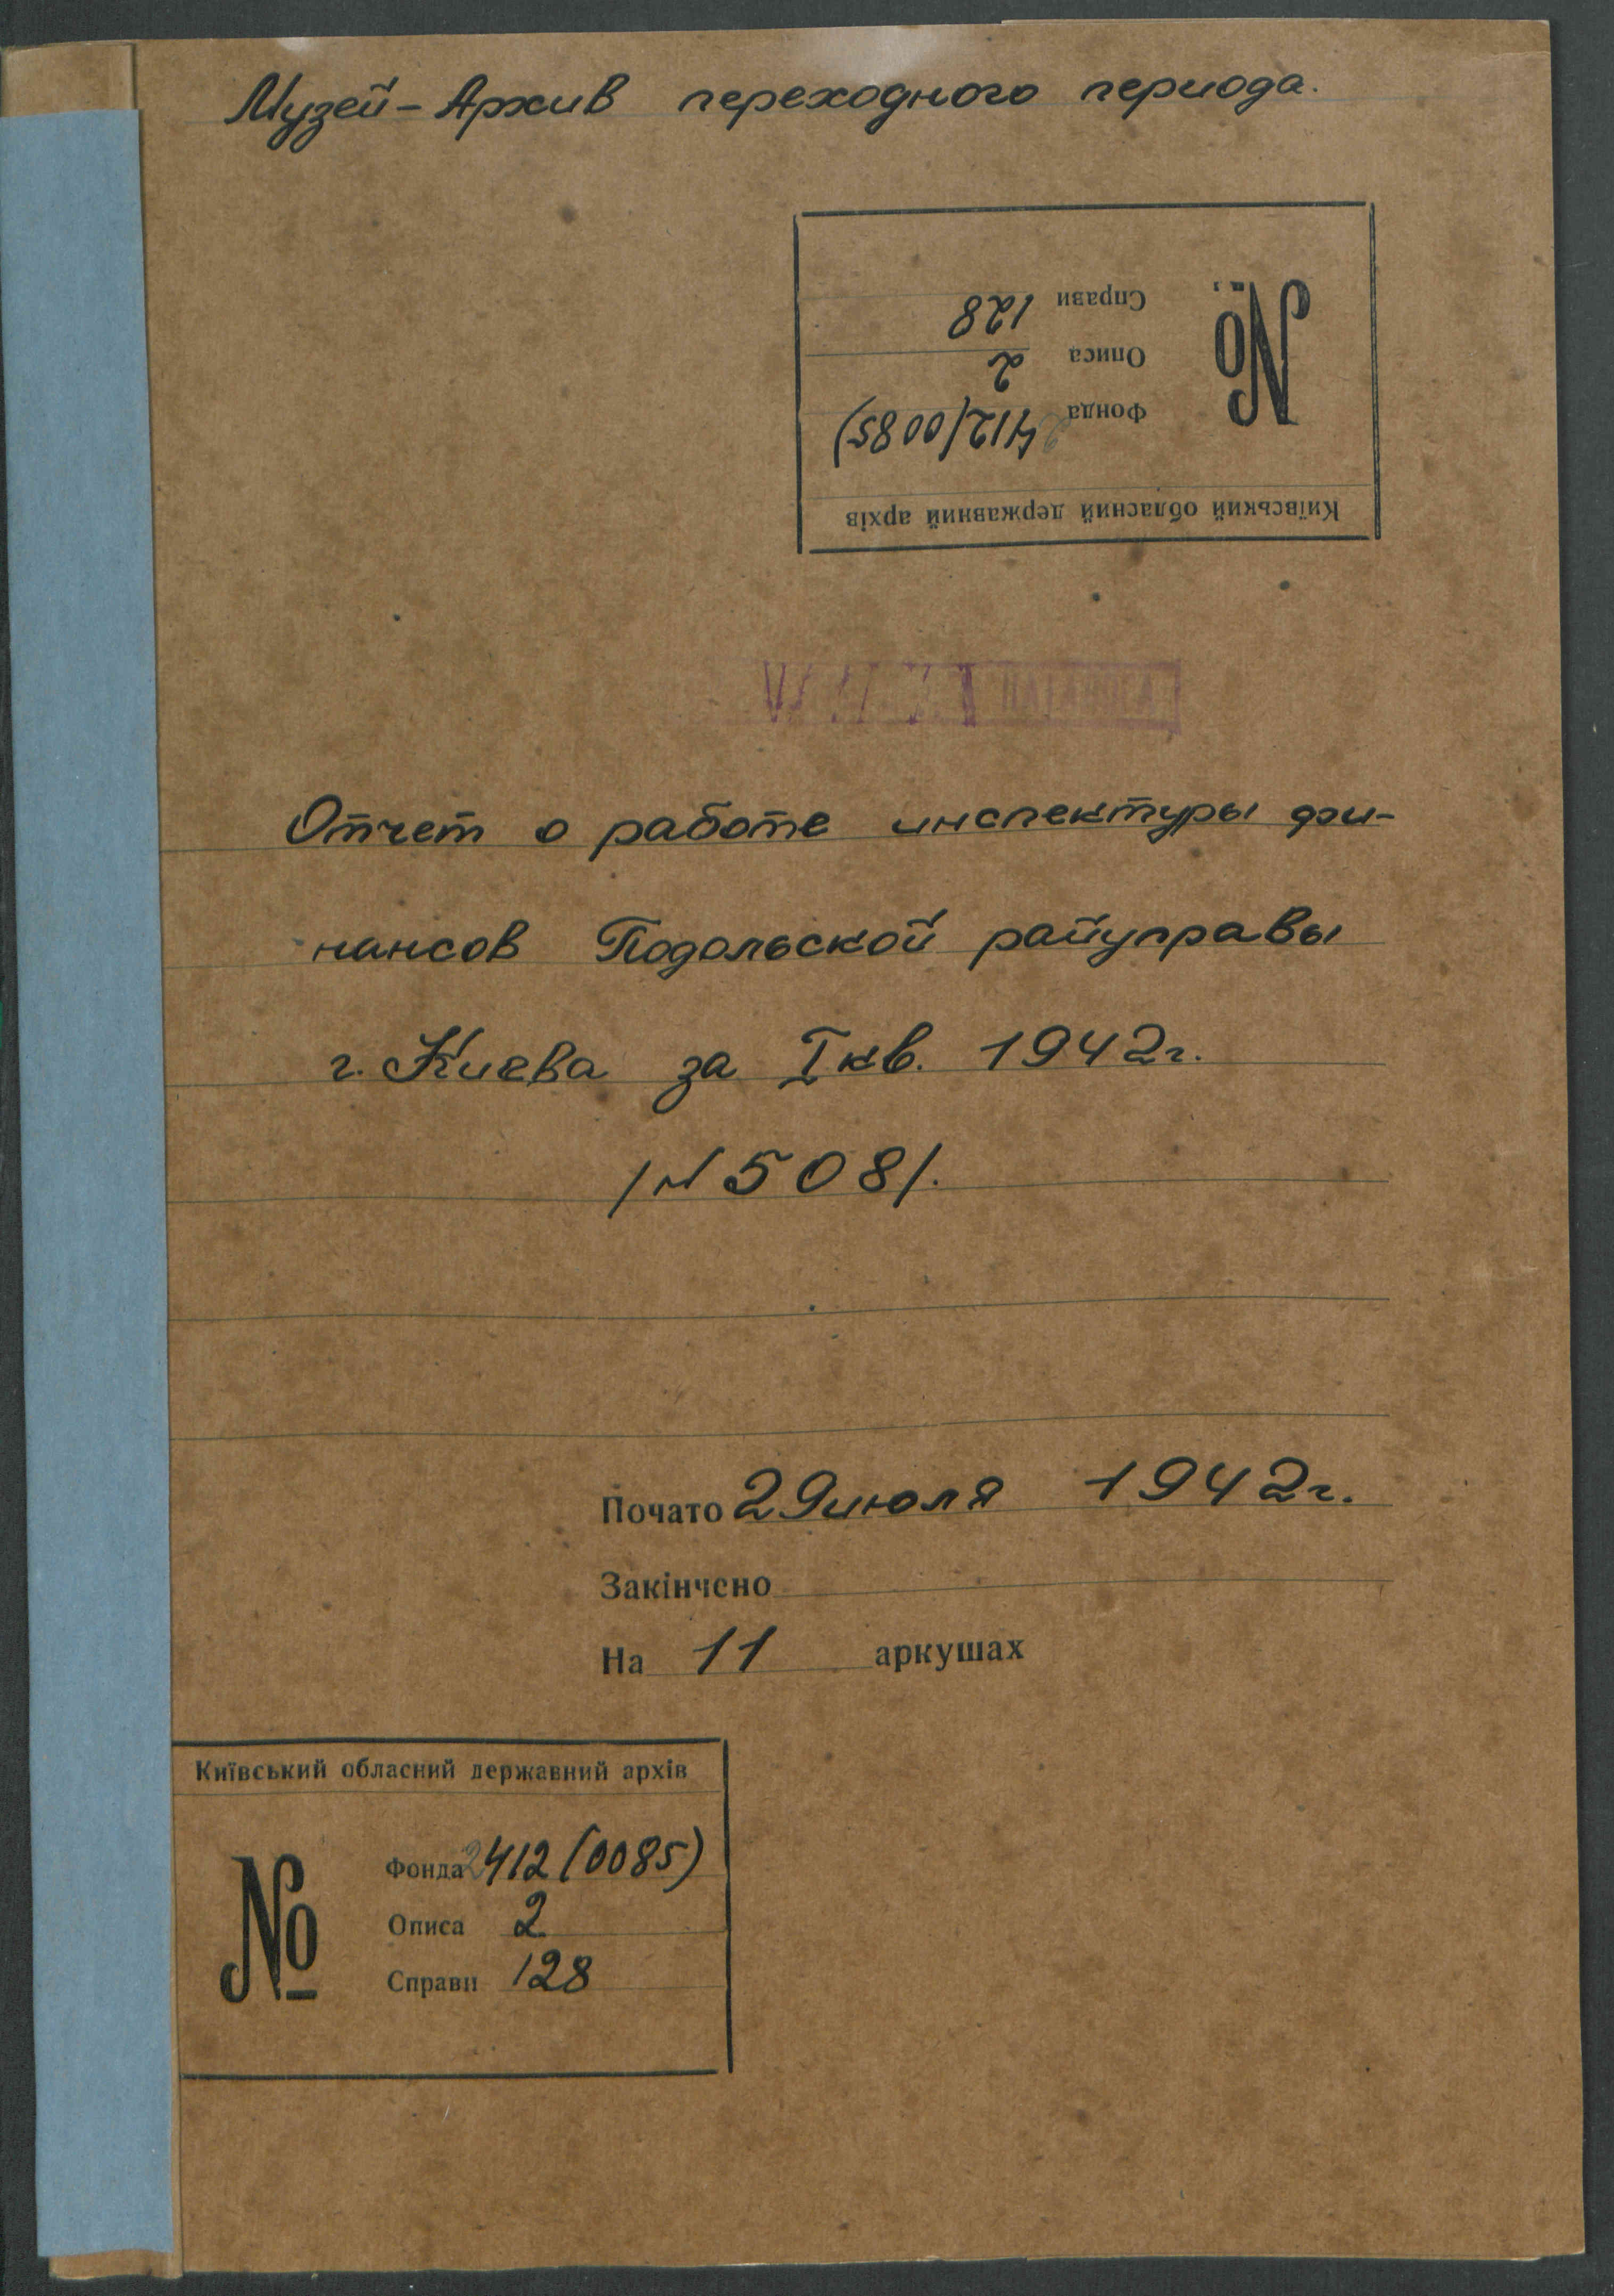 Музей-Архив переходного периода.
Київський обласний державний архів
№
Фонда 2412(0085)
Описа 2
Справи 128
Отчет о работе инспектуры фи-
нансов Подольской райуправы
г. Киева за I кв. 1942г.
/N 508/.
Почато 29 июля 1942г.
Закінчено
На 11 аркушах
Київський обласний державний архів
№
Фонда 2412(0085)
Описа 2
Справи 128